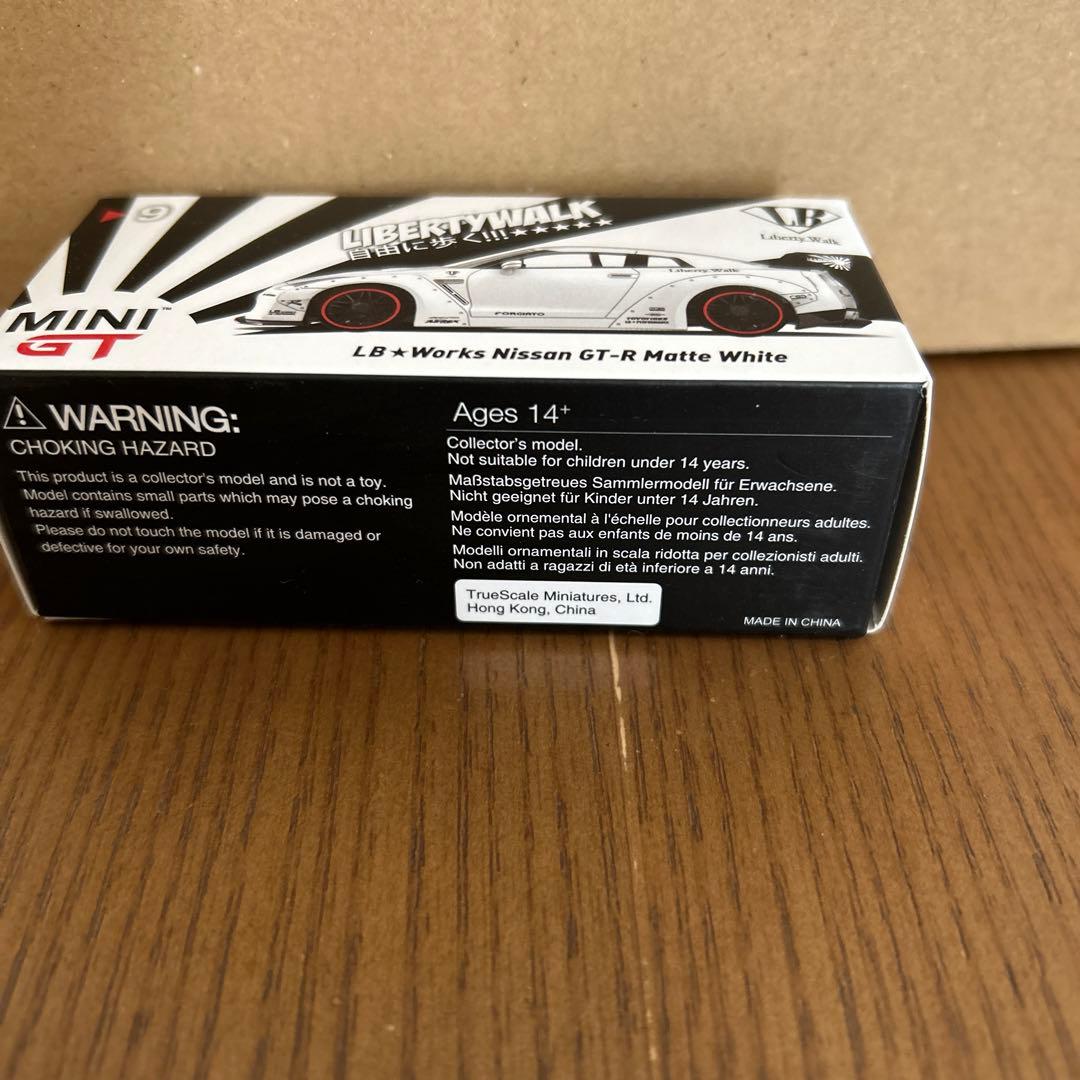 9
LIBERTYWALK
自由に歩く!!!★★★★★
LB
Liberty Walk
Liberty Walk
FORGIATO
MINI™
GT
LB★Works Nissan GT-R Matte White
WARNING:
CHOKING HAZARD
This product is a collector's model and is not a toy.
Model contains small parts which may pose a choking
hazard if swallowed.
Please do not touch the model if it is damaged or
defective for your own safety.
Ages 14+
Collector's model.
Not suitable for children under 14 years.
Maßstabsgetreues Sammlermodell für Erwachsene.
Nicht geeignet für Kinder unter 14 Jahren.
Modèle ornemental à l'échelle pour collectionneurs adultes.
Ne convient pas aux enfants de moins de 14 ans.
Modelli ornamentali in scala ridotta per collezionisti adulti.
Non adatti a ragazzi di età inferiore a 14 anni.
TrueScale Miniatures, Ltd.
Hong Kong, China
MADE IN CHINA